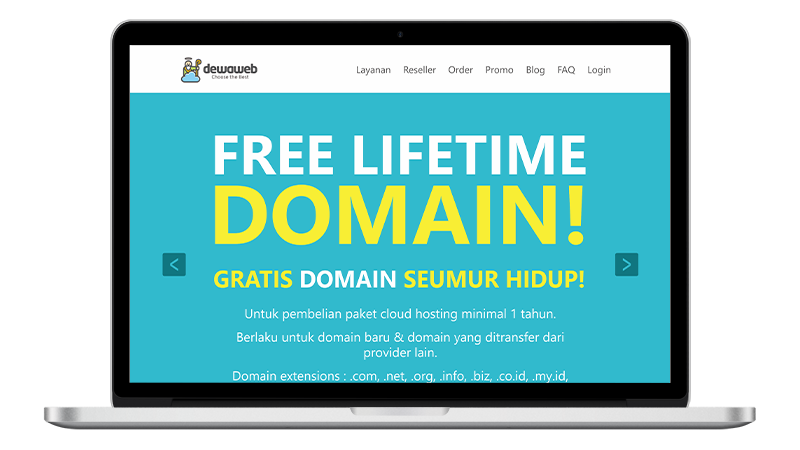 dewaweb
Choose the Best
Layanan Reseller Order Promo Blog FAQ Login
FREE LIFETIME
DOMAIN!
GRATIS DOMAIN SEUMUR HIDUP!
Untuk pembelian paket cloud hosting minimal 1 tahun.
Berlaku untuk domain baru & domain yang ditransfer dari
provider lain.
Domain extensions : .com, .net, .org, .info, .biz, .co.id, .my.id,